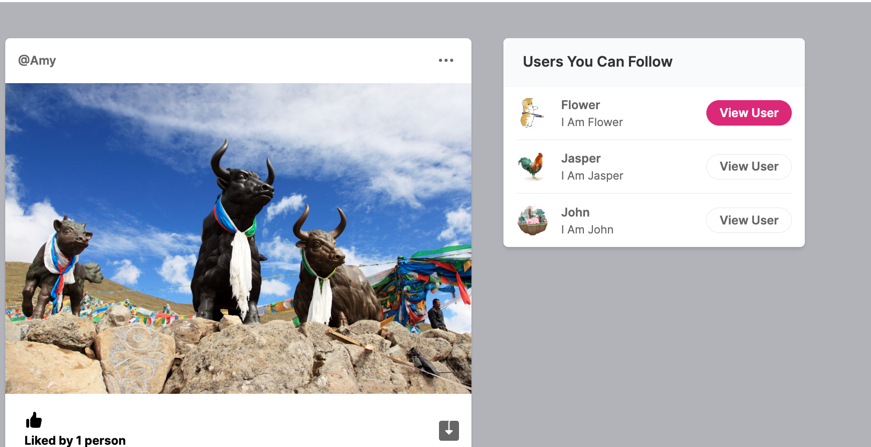 @Amy
Users You Can Follow
Flower
I Am Flower
View User
Jasper
I Am Jasper
View User
John
I Am John
View User
Liked by 1 person